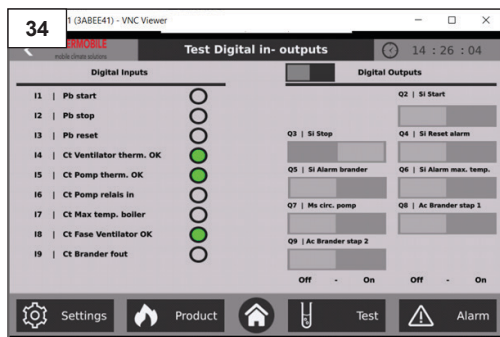 34
1 (3ABEE41) - VNC Viewer
ERMOBILE
mobile climate solutions
Test Digital in- outputs
14 : 26 : 04
Digital Inputs
I1 | Pb start
I2 | Pb stop
I3 | Pb reset
I4 | Ct Ventilator therm. OK
I5 | Ct Pomp therm. OK
I6 | Ct Pomp relais in
I7 | Ct Max temp. boiler
I8 | Ct Fase Ventilator OK
I9 | Ct Brander fout
Digital Outputs
Q2 | Si Start
Q3 | Si Stop
Q4 | Si Reset alarm
Q5 | Si Alarm brander
Q6 | Si Alarm max. temp.
Q7 | Ms circ. pomp
Q8 | Ac Brander stap 1
Q9 | Ac Brander stap 2
Off - On
Off - On
Settings
Product
Test
Alarm